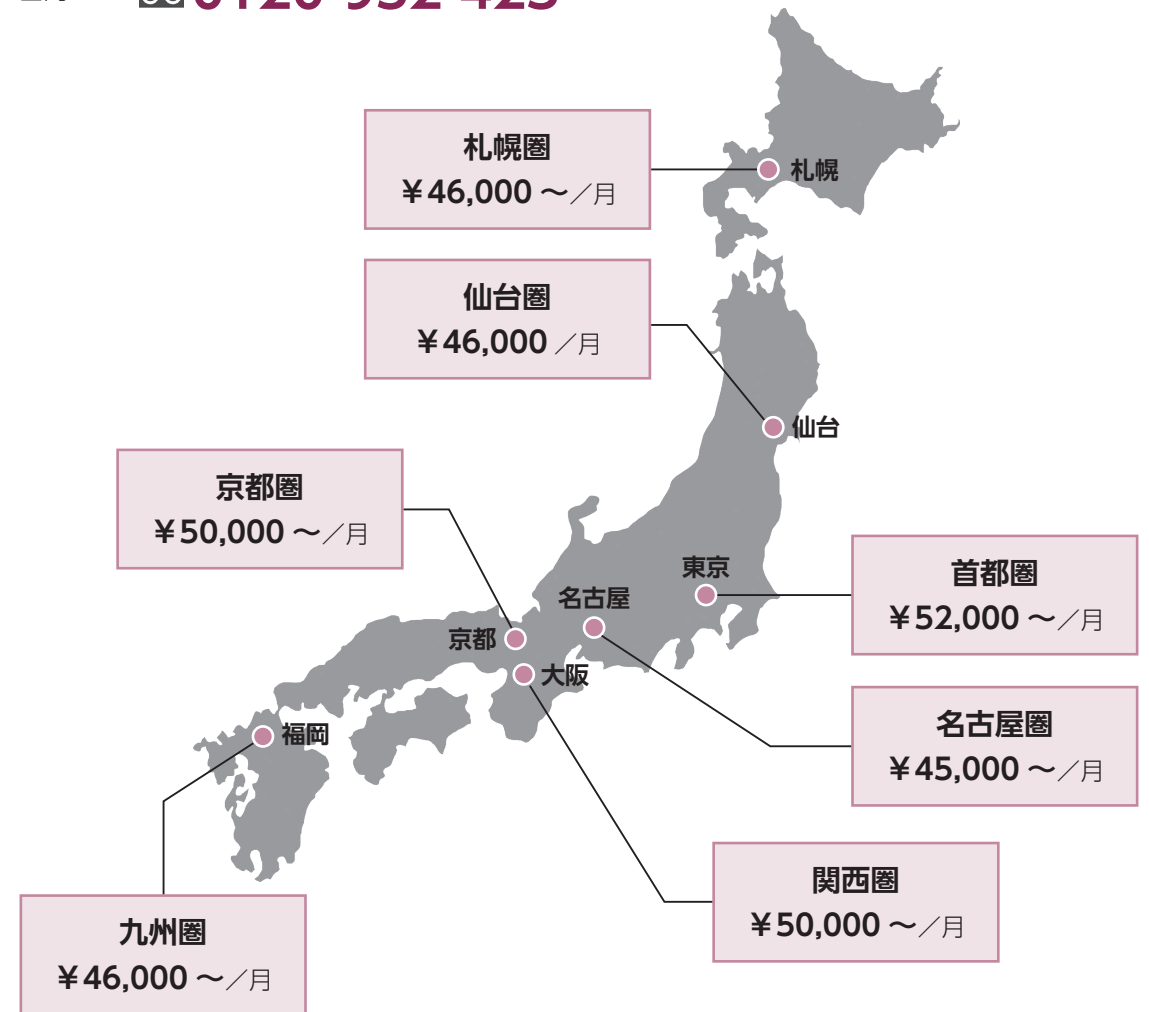 札幌圏
¥46,000 〜／月
札幌
仙台圏
¥46,000 ／月
仙台
京都圏
¥50,000 〜／月
東京
首都圏
¥52,000 〜／月
名古屋
京都
大阪
名古屋圏
¥45,000 〜／月
福岡
関西圏
¥50,000 〜／月
九州圏
¥46,000 〜／月